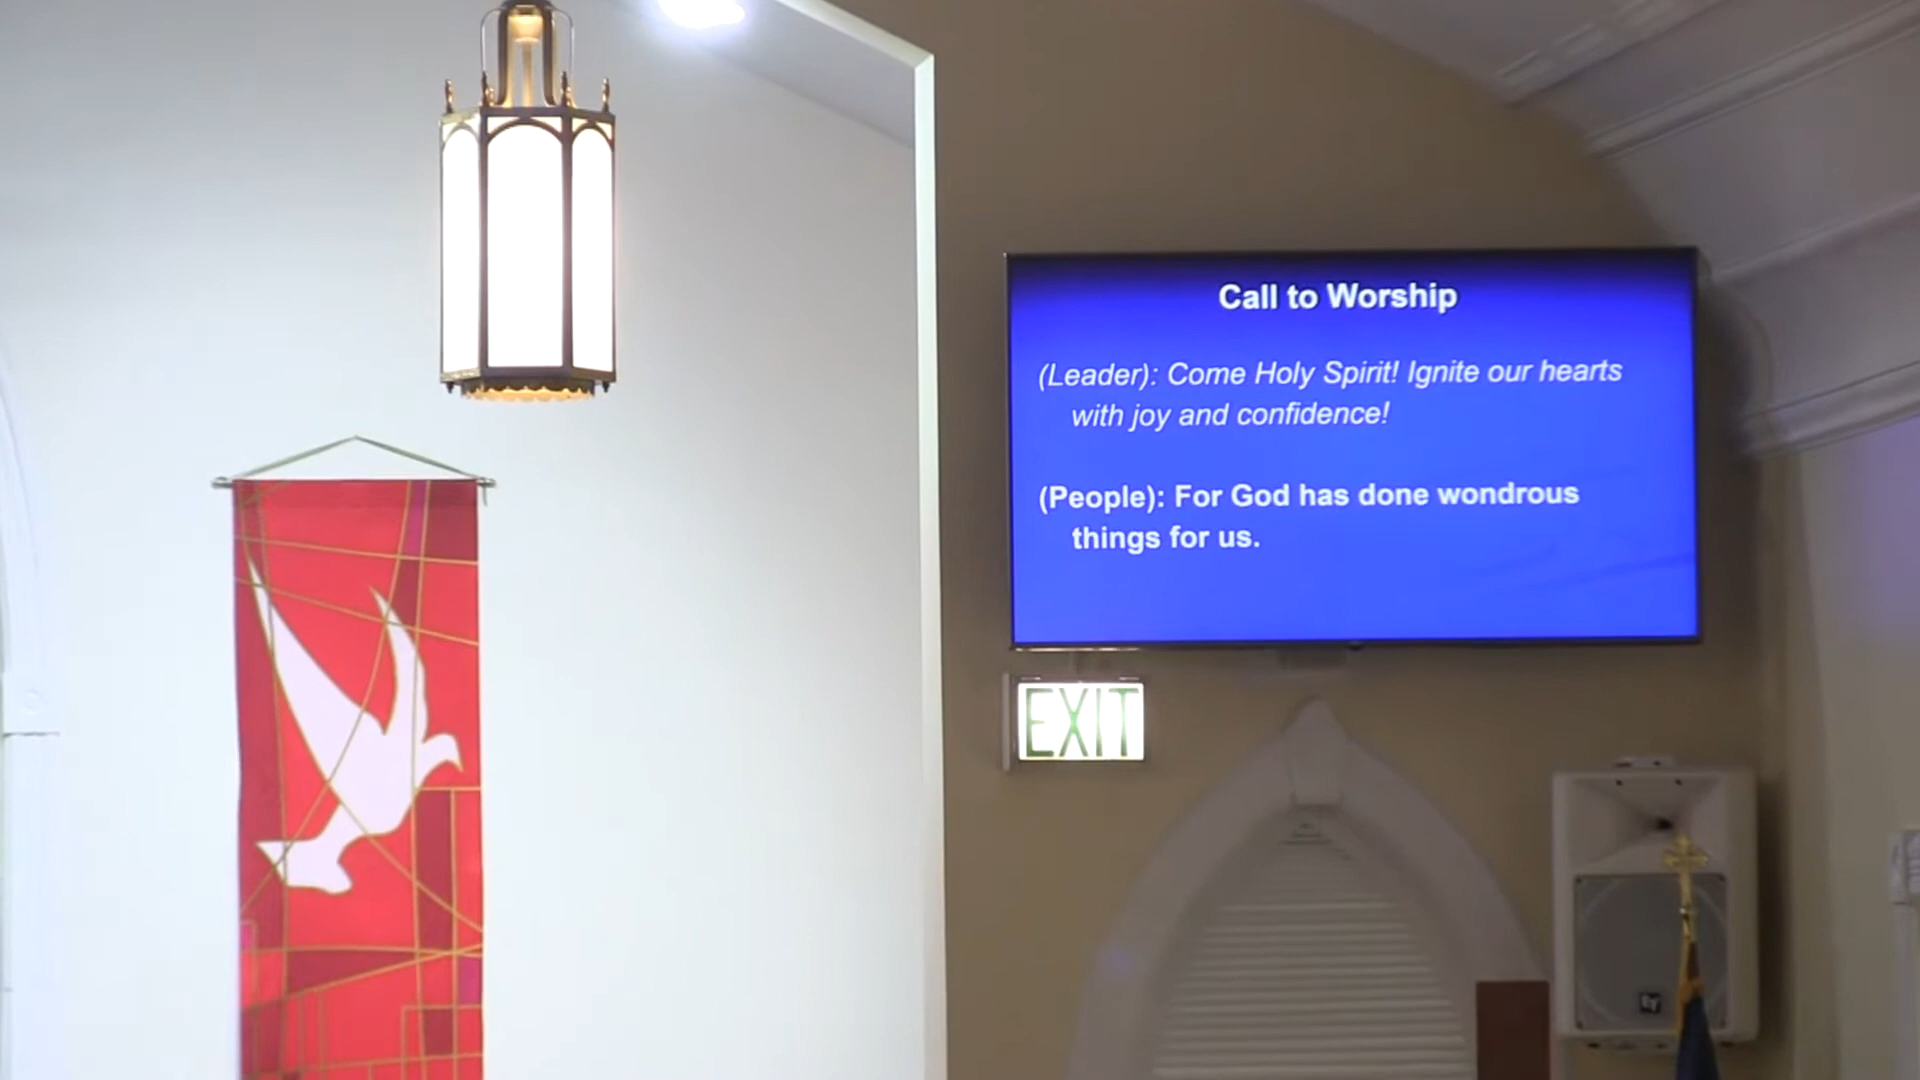 Call to Worship
(Leader): Come Holy Spirit! Ignite our hearts
with joy and confidence!
(People): For God has done wondrous
things for us.
EXIT
EV